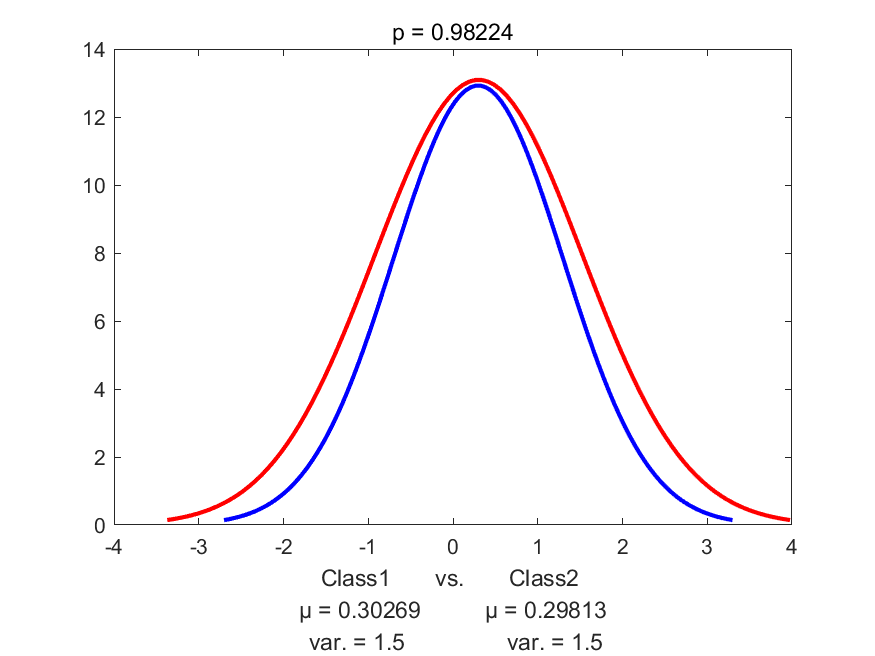 p = 0.98224
14
12
10
8
6
4
2
0
-4 -3 -2 -1 0 1 2 3 4
Class1 vs. Class2
μ = 0.30269 μ = 0.29813
var. = 1.5 var. = 1.5